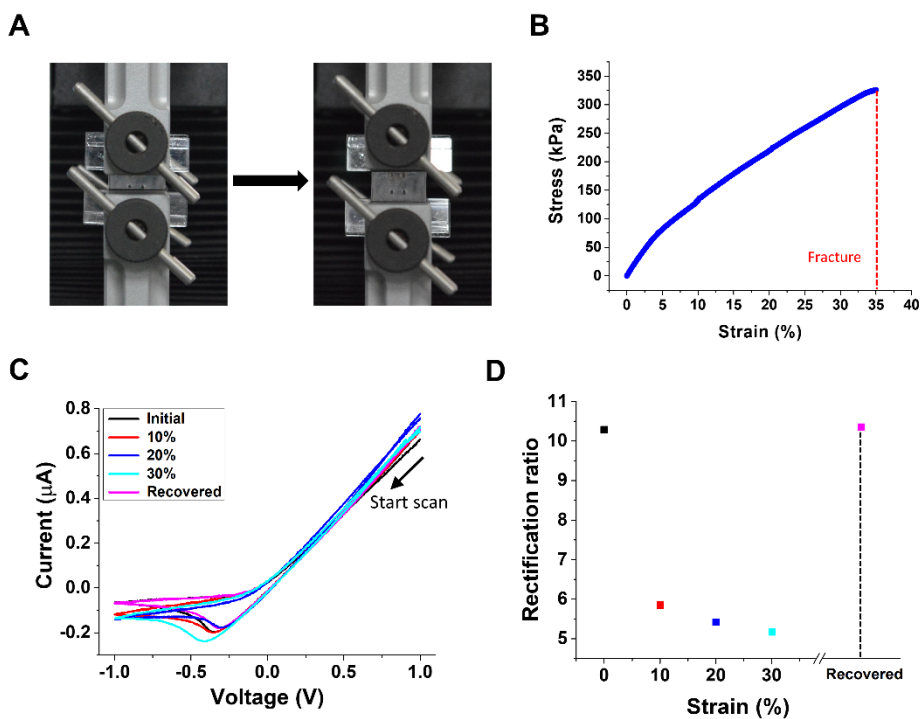 A
B
350
300
250
200
150
100
50
0
Stress (kPa)
Fracture
0 5 10 15 20 25 30 35 40
Strain (%)
C
0.8
0.6
0.4
0.2
0.0
-0.2
Current (μA)
Initial
10%
20%
30%
Recovered
Start scan
-1.0 -0.5 0.0 0.5 1.0
Voltage (V)
D
11
10
9
8
7
6
5
Rectification ratio
0 10 20 30 Recovered
Strain (%)